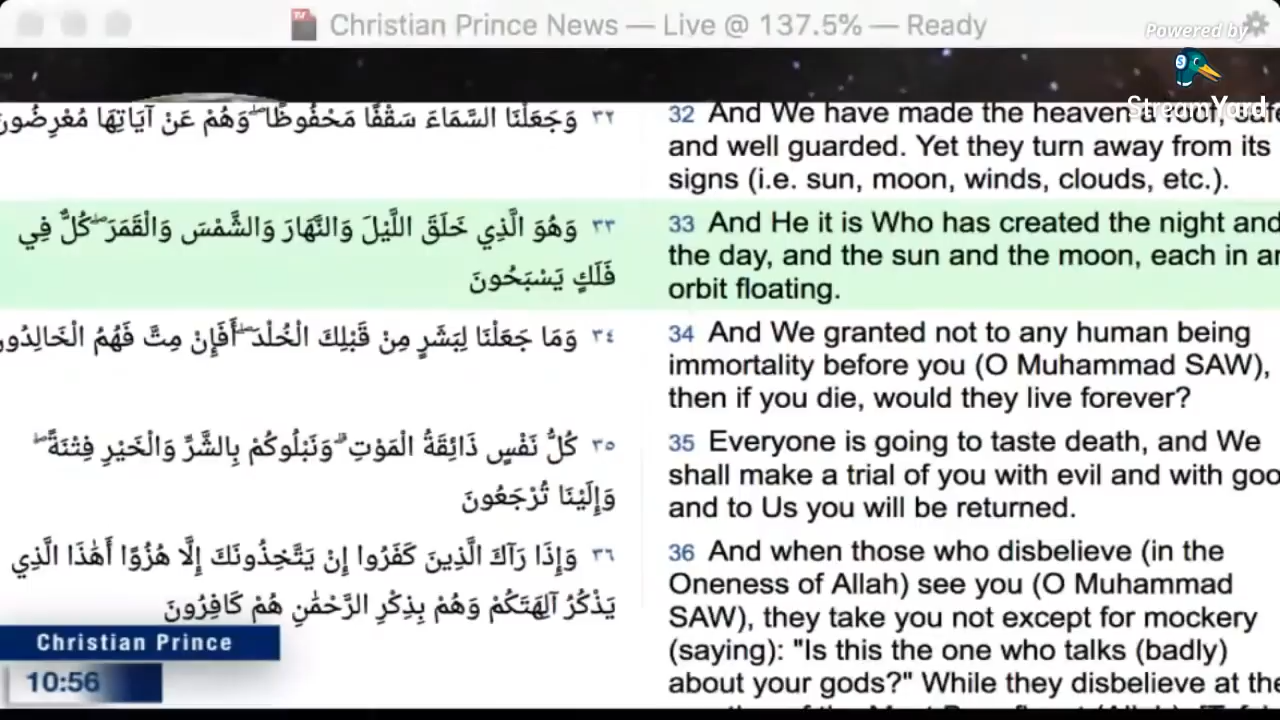 Christian Prince News — Live @ 137.5% — Ready
Powered by
StreamYard
٣٢ وَجَعَلْنَا السَّمَاءَ سَقْفًا مَحْفُوظًا ۖ وَهُمْ عَنْ آيَاتِهَا مُعْرِضُونَ
32 And We have made the heaven a roof, safe
and well guarded. Yet they turn away from its
signs (i.e. sun, moon, winds, clouds, etc.).
٣٣ وَهُوَ الَّذِي خَلَقَ اللَّيْلَ وَالنَّهَارَ وَالشَّمْسَ وَالْقَمَرَ ۖ كُلٌّ فِي
فَلَكٍ يَسْبَحُونَ
33 And He it is Who has created the night and
the day, and the sun and the moon, each in an
orbit floating.
٣٤ وَمَا جَعَلْنَا لِبَشَرٍ مِنْ قَبْلِكَ الْخُلْدَ ۖ أَفَإِنْ مِتَّ فَهُمُ الْخَالِدُونَ
34 And We granted not to any human being
immortality before you (O Muhammad SAW),
then if you die, would they live forever?
٣٥ كُلُّ نَفْسٍ ذَائِقَةُ الْمَوْتِ ۗ وَنَبْلُوكُمْ بِالشَّرِّ وَالْخَيْرِ فِتْنَةً ۖ
وَإِلَيْنَا تُرْجَعُونَ
35 Everyone is going to taste death, and We
shall make a trial of you with evil and with goo
and to Us you will be returned.
٣٦ وَإِذَا رَآكَ الَّذِينَ كَفَرُوا إِنْ يَتَّخِذُونَكَ إِلَّا هُزُوًا أَهَٰذَا الَّذِي
يَذْكُرُ آلِهَتَكُمْ وَهُمْ بِذِكْرِ الرَّحْمَٰنِ هُمْ كَافِرُونَ
36 And when those who disbelieve (in the
Oneness of Allah) see you (O Muhammad
SAW), they take you not except for mockery
(saying): "Is this the one who talks (badly)
about your gods?" While they disbelieve at the
Christian Prince
10:56